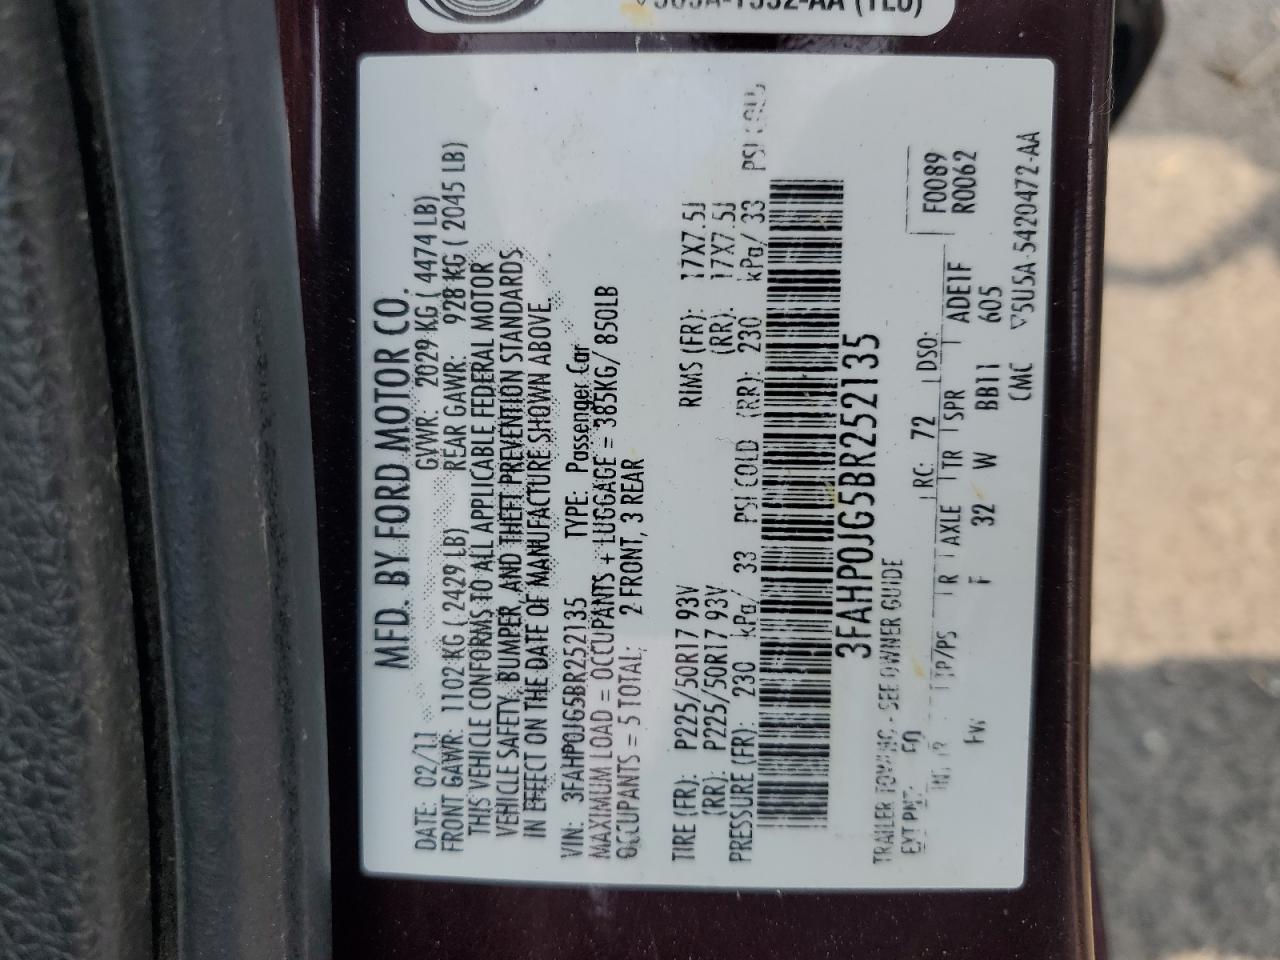 MFD. BY FORD MOTOR CO.
DATE: 02/11 GVWR: 2029 KG ( 4474 LB)
FRONT GAWR: 1102 KG ( 2429 LB) REAR GAWR: 928 KG ( 2045 LB)
THIS VEHICLE CONFORMS TO ALL APPLICABLE FEDERAL MOTOR
VEHICLE SAFETY, BUMPER, AND THEFT PREVENTION STANDARDS
IN EFFECT ON THE DATE OF MANUFACTURE SHOWN ABOVE.
VIN: 3FAHP0JG5BR252135 TYPE: Passenger Car
MAXIMUM LOAD = OCCUPANTS + LUGGAGE = 385KG/ 850LB
OCCUPANTS = 5 TOTAL; 2 FRONT, 3 REAR
TIRE (FR): P225/50R17 93V RIMS (FR): 17X7.5J
(RR): P225/50R17 93V (RR): 17X7.5J
PRESSURE (FR): 230 kPa/ 33 PSI COLD (RR): 230 kPa/ 33 PSI COLD
3FAHP0JG5BR252135
TRAILER TOWING - SEE OWNER GUIDE
EXT PNT: RC: 72 DSO: F0089
R0062
TP/PS R AXLE TR SPR ADE1F
F 32 W BB11 605
CMC ▽5U5A-5420472-AA